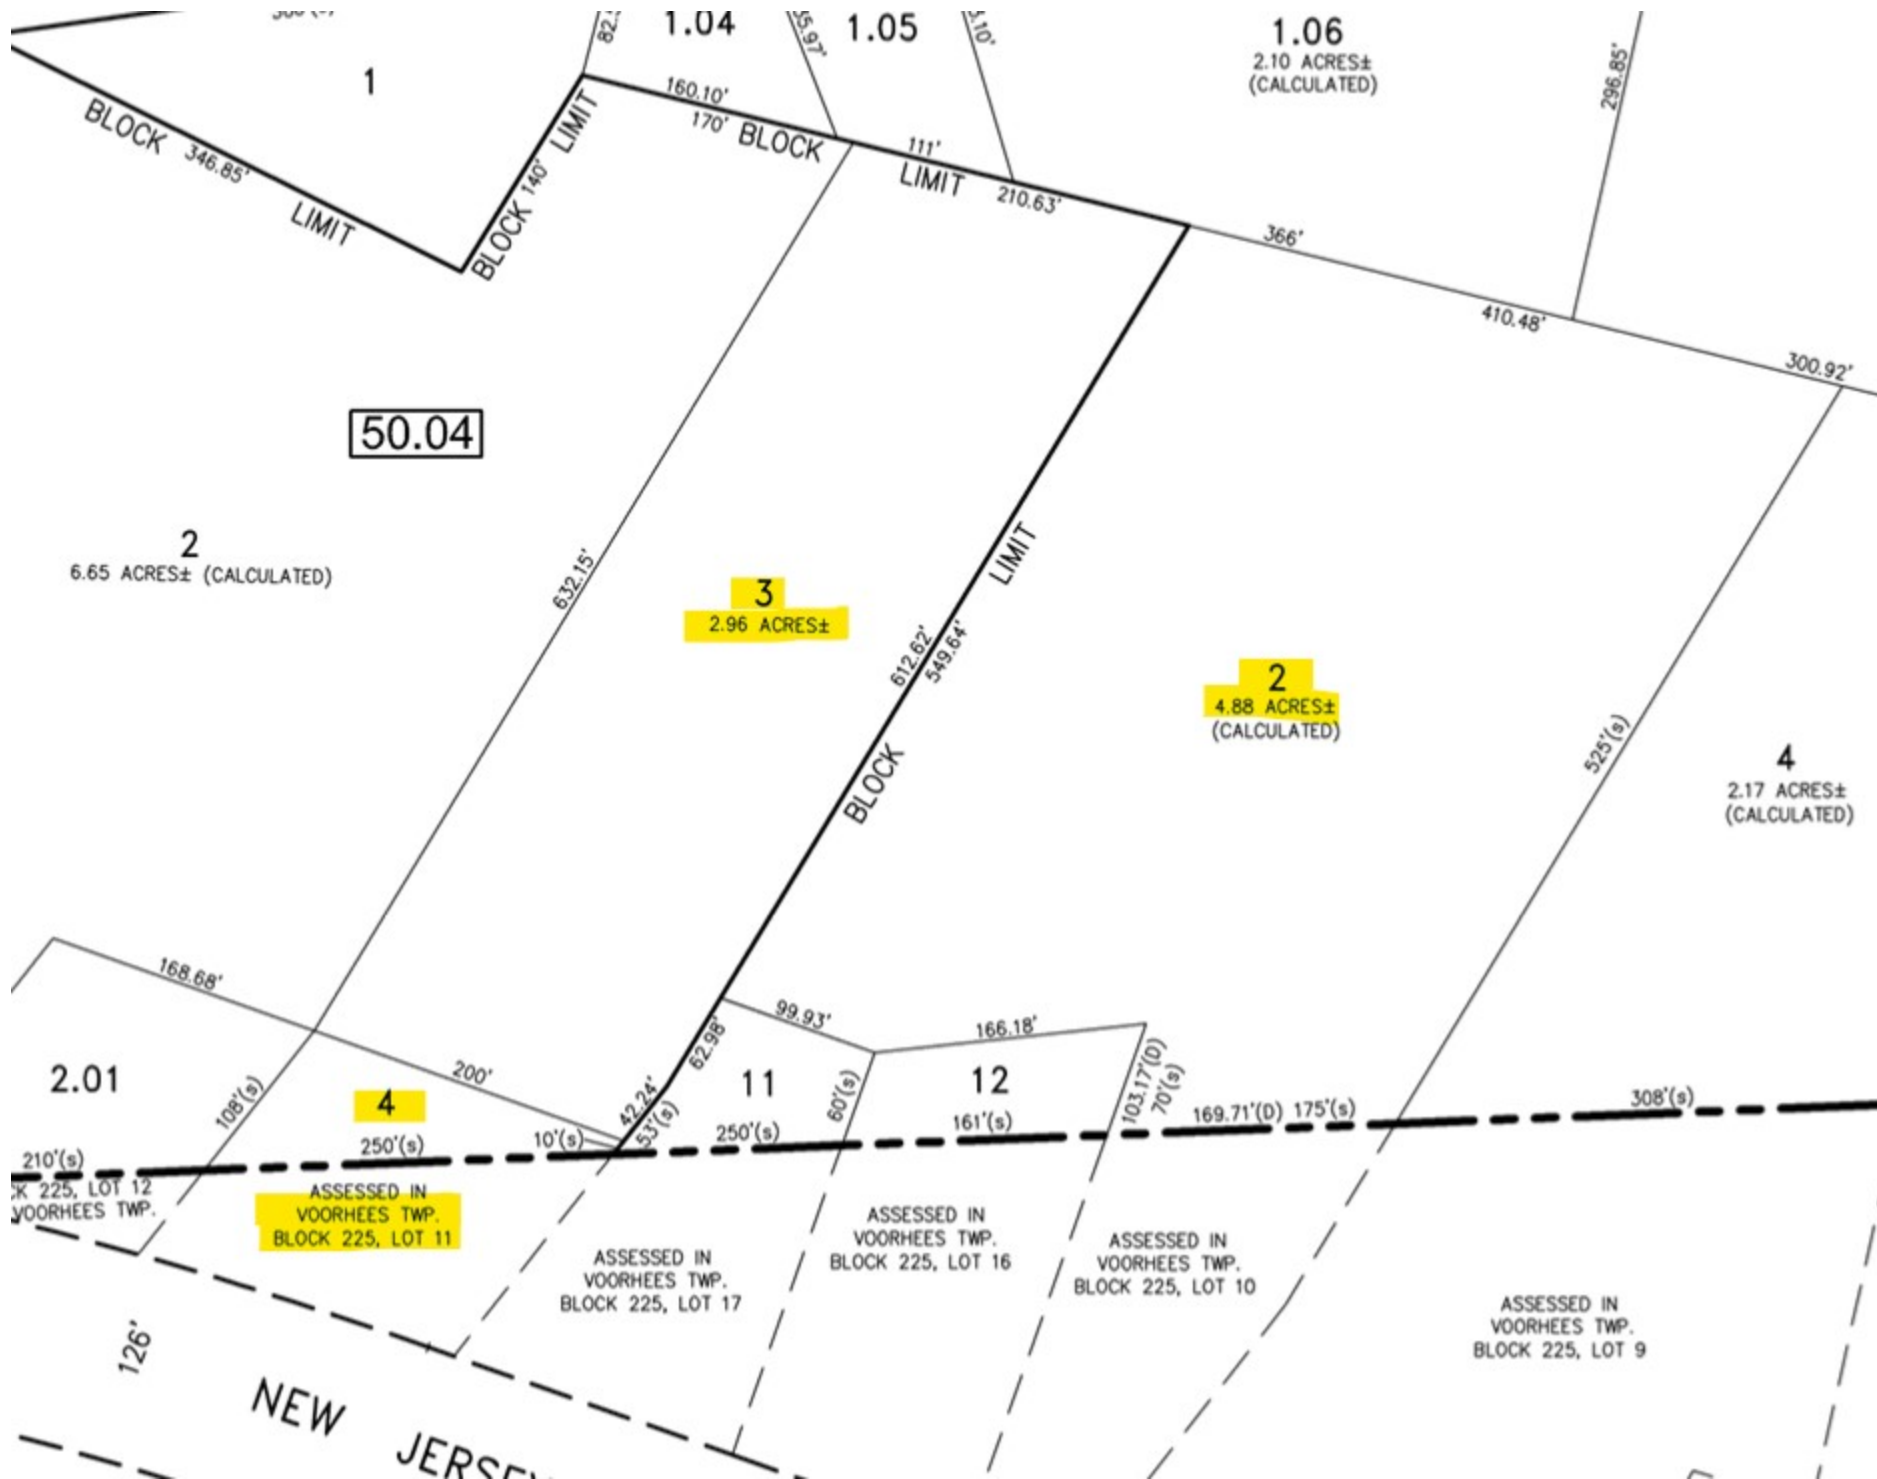 1.04
1.05
1.06
2.10 ACRES±
(CALCULATED)
1
296.85'
160.10'
170'
BLOCK
LIMIT
111'
210.63'
BLOCK
346.85'
LIMIT
BLOCK
140'
LIMIT
366'
410.48'
300.92'
50.04
2
6.65 ACRES± (CALCULATED)
632.15'
3
2.96 ACRES±
LIMIT
612.62'
549.64'
BLOCK
2
4.88 ACRES±
(CALCULATED)
525'(s)
4
2.17 ACRES±
(CALCULATED)
168.68'
200'
99.93'
166.18'
62.98'
2.01
108'(s)
4
42.24'
53'(s)
11
60'(s)
12
103.17'(D)
70'(s)
210'(s)
250'(s)
10'(s)
250'(s)
161'(s)
169.71'(D)
175'(s)
308'(s)
225, LOT 12
VOORHEES TWP.
ASSESSED IN
VOORHEES TWP.
BLOCK 225, LOT 11
ASSESSED IN
VOORHEES TWP.
BLOCK 225, LOT 17
ASSESSED IN
VOORHEES TWP.
BLOCK 225, LOT 16
ASSESSED IN
VOORHEES TWP.
BLOCK 225, LOT 10
ASSESSED IN
VOORHEES TWP.
BLOCK 225, LOT 9
126'
NEW JERSEY